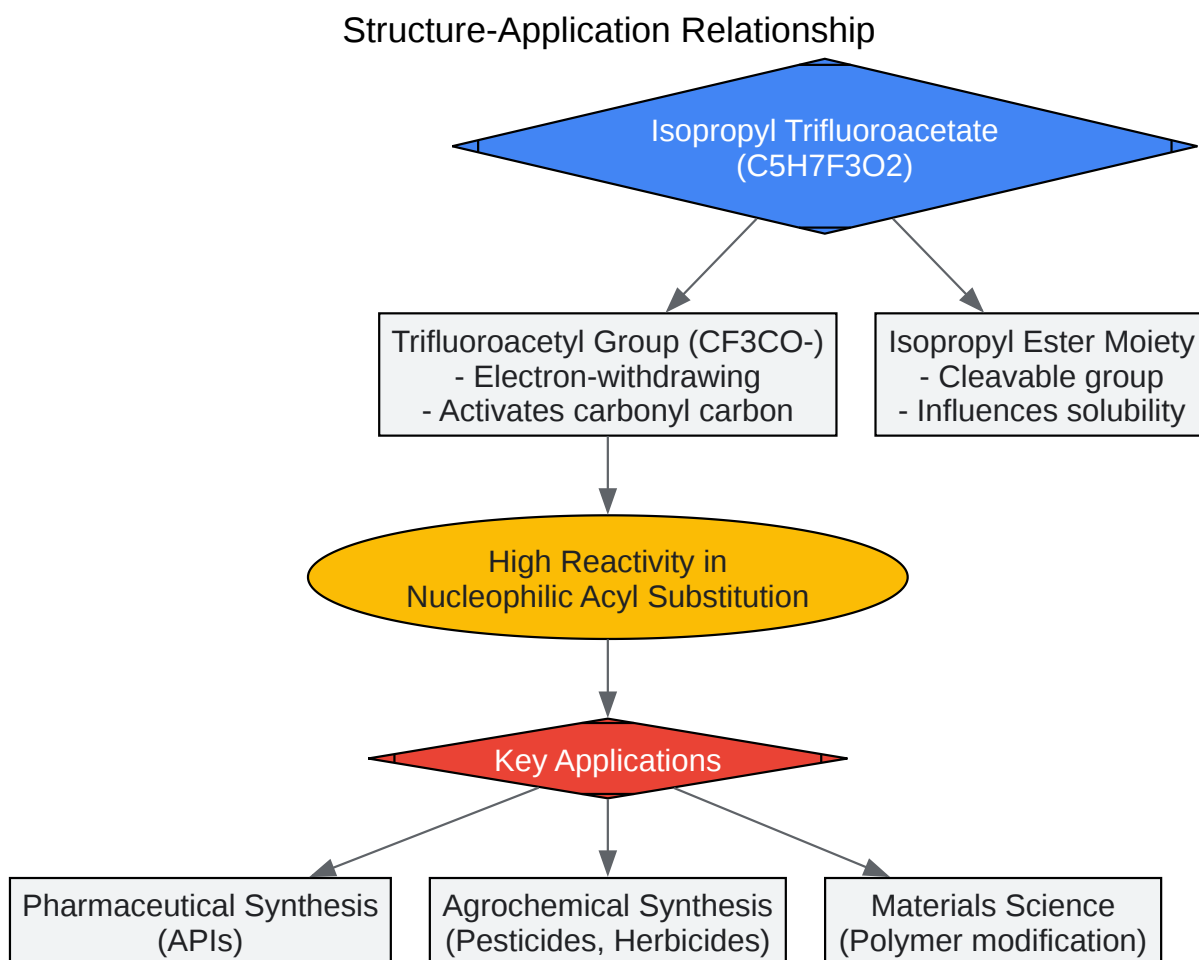 Structure-Application Relationship
Isopropyl Trifluoroacetate
(C5H7F3O2)
Trifluoroacetyl Group (CF3CO-)
- Electron-withdrawing
- Activates carbonyl carbon
Isopropyl Ester Moiety
- Cleavable group
- Influences solubility
High Reactivity in
Nucleophilic Acyl Substitution
Key Applications
Pharmaceutical Synthesis
(APIs)
Agrochemical Synthesis
(Pesticides, Herbicides)
Materials Science
(Polymer modification)